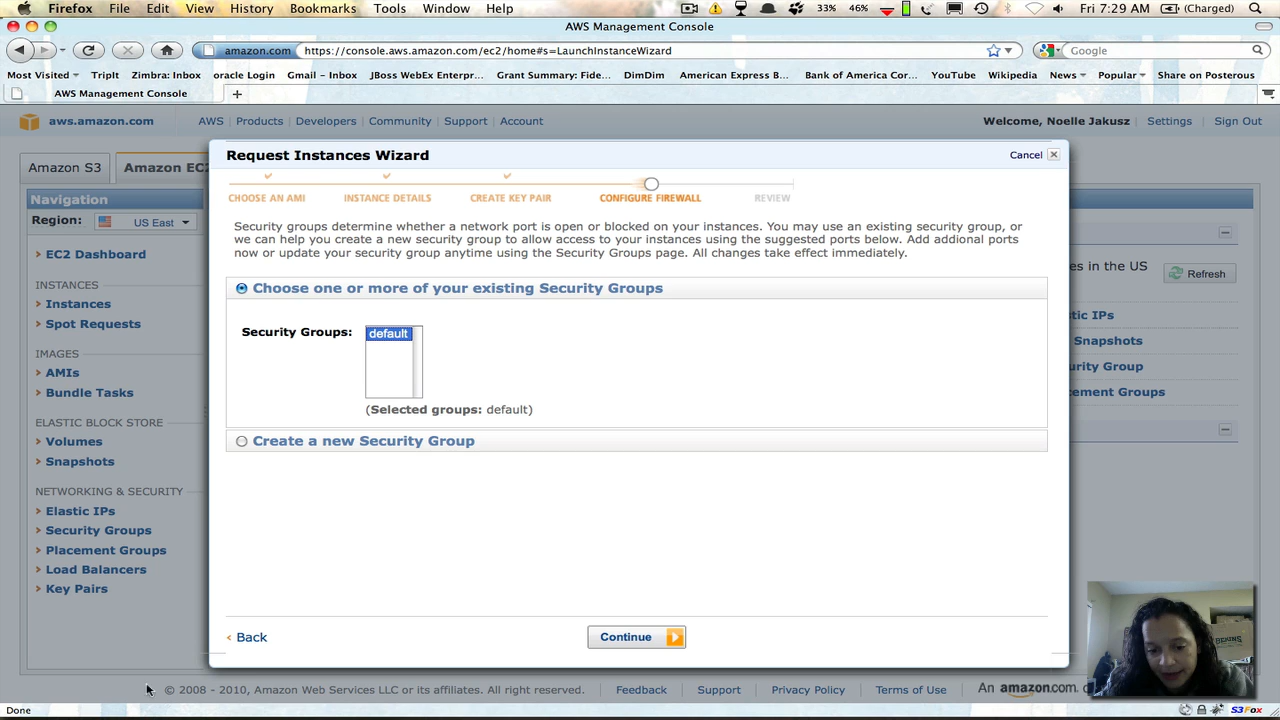 Firefox File Edit View History Bookmarks Tools Window Help 33% 46% Fri 7:29 AM (Charged)
AWS Management Console
amazon.com https://console.aws.amazon.com/ec2/home#s=LaunchInstanceWizard Google
Most Visited TripIt Zimbra: Inbox oracle Login Gmail - Inbox JBoss WebEx Enterpr... Grant Summary: Fide... DimDim American Express B... Bank of America Cor... YouTube Wikipedia News Popular Share on Posterous
AWS Management Console
aws.amazon.com AWS Products Developers Community Support Account Welcome, Noelle Jakusz Settings Sign Out
Amazon S3 Amazon EC2
Navigation
Region: US East
EC2 Dashboard
INSTANCES
Instances
Spot Requests
IMAGES
AMIs
Bundle Tasks
ELASTIC BLOCK STORE
Volumes
Snapshots
NETWORKING & SECURITY
Elastic IPs
Security Groups
Placement Groups
Load Balancers
Key Pairs
Request Instances Wizard Cancel
CHOOSE AN AMI INSTANCE DETAILS CREATE KEY PAIR CONFIGURE FIREWALL REVIEW
Security groups determine whether a network port is open or blocked on your instances. You may use an existing security group, or
we can help you create a new security group to allow access to your instances using the suggested ports below. Add addional ports
now or update your security group anytime using the Security Groups page. All changes take effect immediately.
Choose one or more of your existing Security Groups
Security Groups: default
(Selected groups: default)
Create a new Security Group
Back Continue
es in the US Refresh
tic IPs
Snapshots
urity Group
cement Groups
© 2008 - 2010, Amazon Web Services LLC or its affiliates. All right reserved. Feedback Support Privacy Policy Terms of Use An amazon.com
Done S3Fox